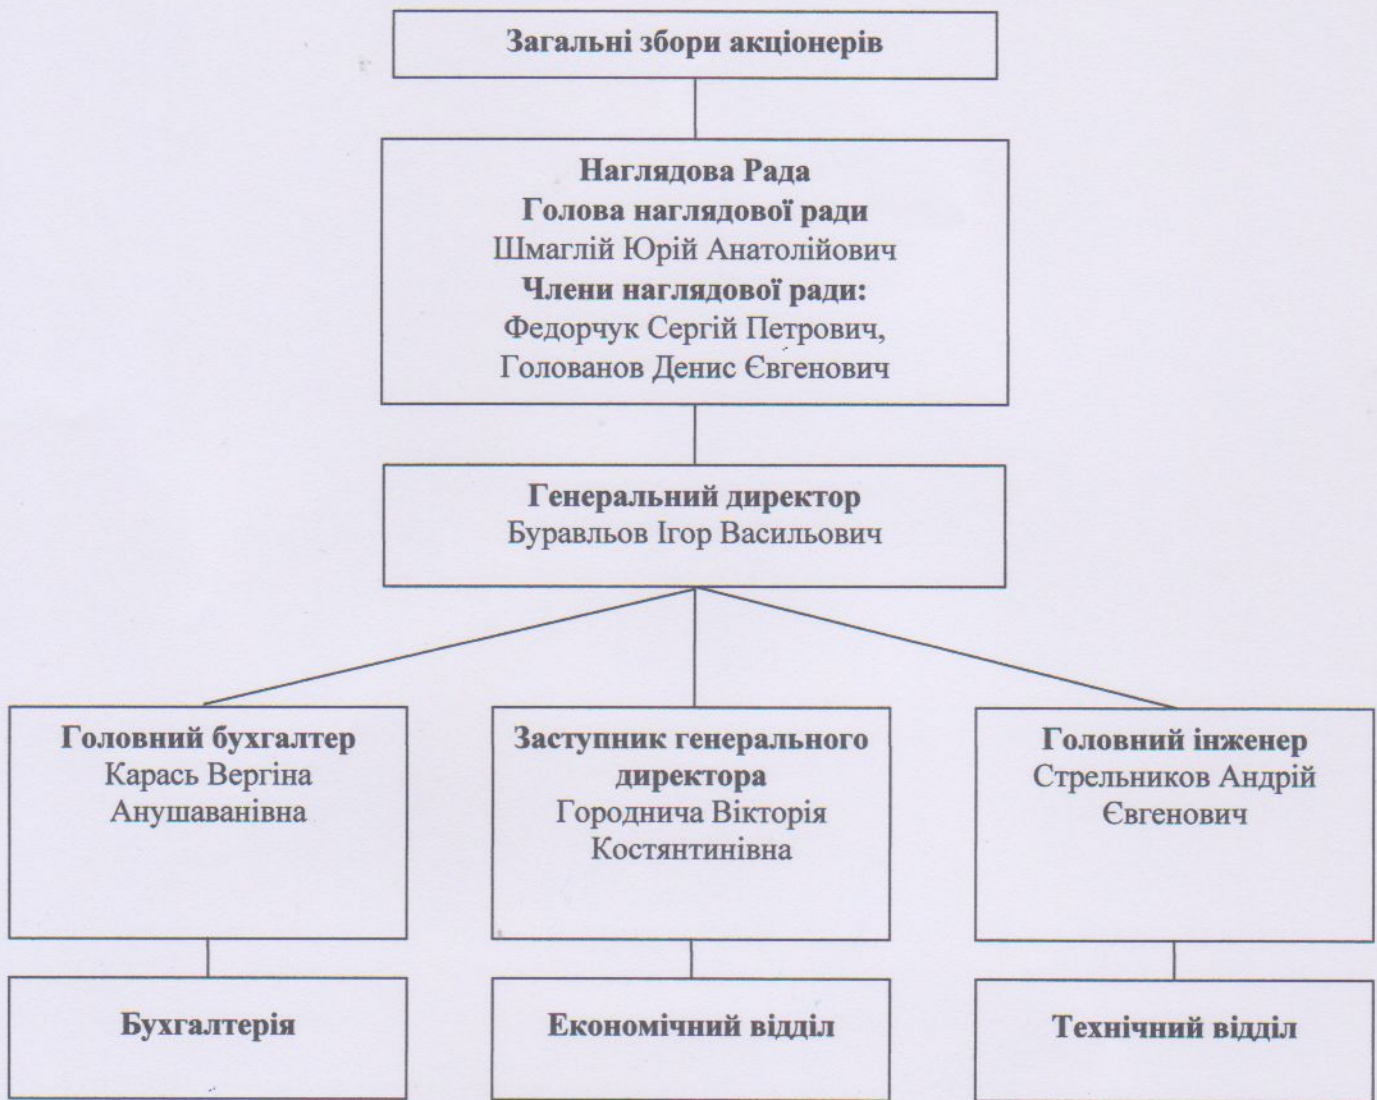 Загальні збори акціонерів
Наглядова Рада
Голова наглядової ради
Шмаглій Юрій Анатолійович
Члени наглядової ради:
Федорчук Сергій Петрович,
Голованов Денис Євгенович
Генеральний директор
Буравльов Ігор Васильович
Головний бухгалтер
Карась Вергіна
Анушаванівна
Заступник генерального
директора
Городнича Вікторія
Костянтинівна
Головний інженер
Стрельников Андрій
Євгенович
Бухгалтерія
Економічний відділ
Технічний відділ